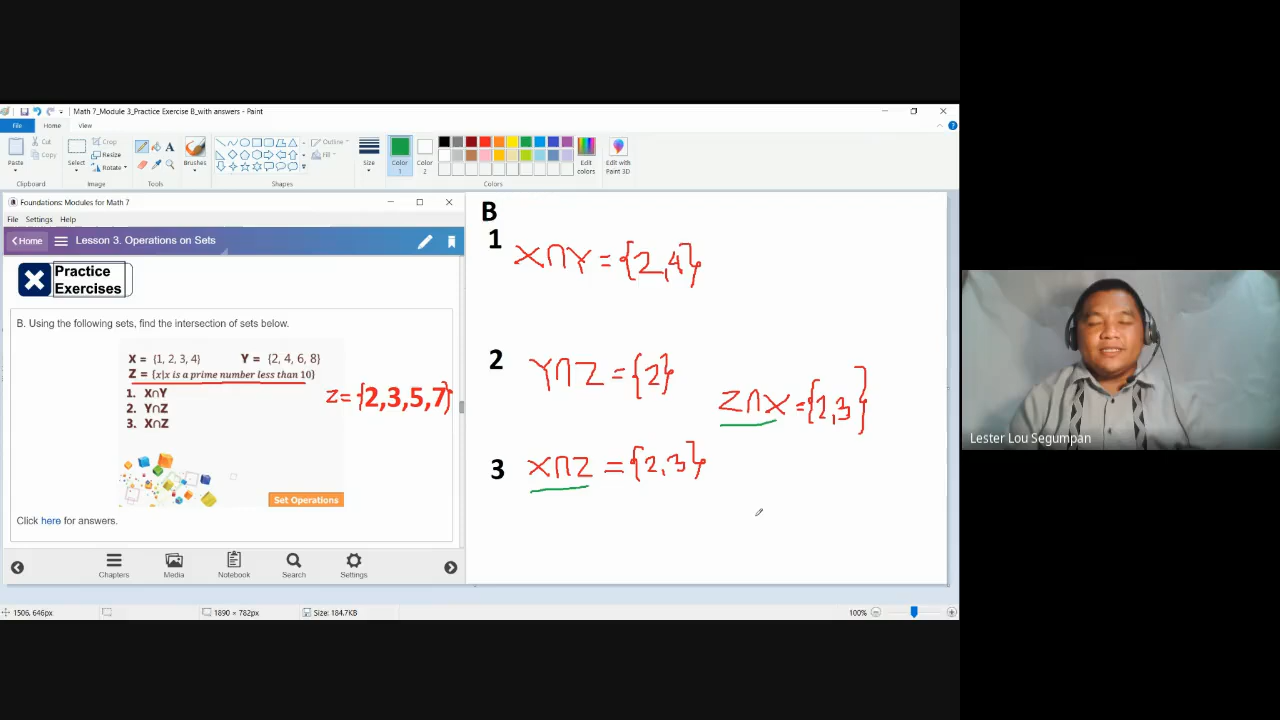 Math 7_Module 3_Practice Exercise B_with answers - Paint
File Home View
Paste Cut Copy Clipboard
Select Crop Resize Rotate Image
Tools
Brushes
Outline Fill Shapes
Size
Color 1 Color 2
Edit colors
Colors
Edit with Paint 3D
Foundations: Modules for Math 7
File Settings Help
Home Lesson 3. Operations on Sets
Practice
Exercises
B. Using the following sets, find the intersection of sets below.
X = {1, 2, 3, 4} Y = {2, 4, 6, 8}
Z = {x|x is a prime number less than 10}
Z = {2,3,5,7}
1. X∩Y
2. Y∩Z
3. X∩Z
Set Operations
Click here for answers.
Chapters Media Notebook Search Settings
B
1 X∩Y = {2,4}
2 Y∩Z = {2}
Z∩X = {2,3}
3 X∩Z = {2,3}
1506, 646px 1890 × 782px Size: 184.7KB 100%
Lester Lou Segumpan